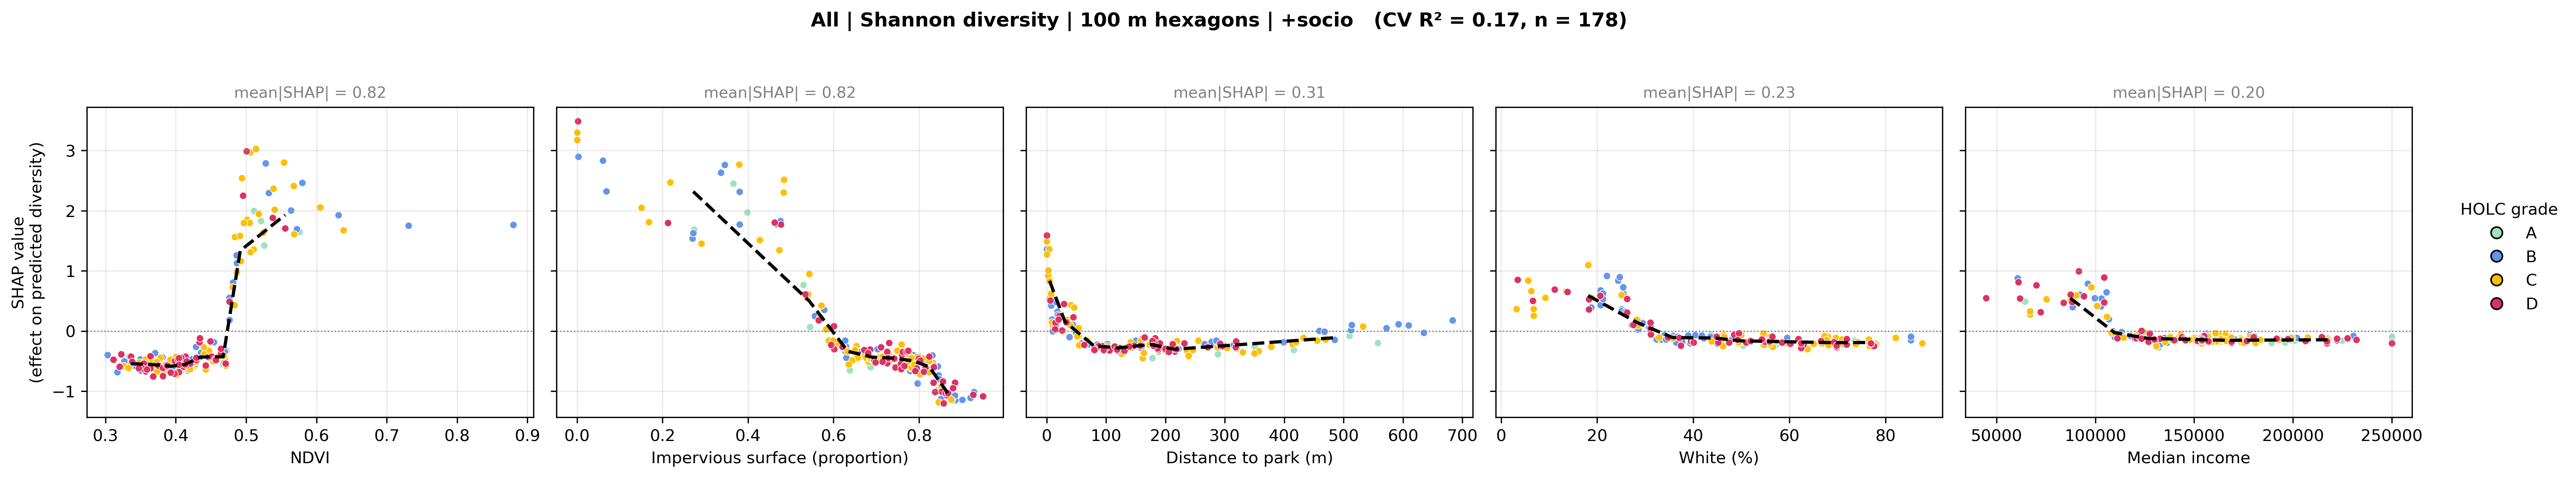 All | Shannon diversity | 100 m hexagons | +socio (CV R² = 0.17, n = 178)
mean|SHAP| = 0.82
mean|SHAP| = 0.82
mean|SHAP| = 0.31
mean|SHAP| = 0.23
mean|SHAP| = 0.20
SHAP value
(effect on predicted diversity)
3
2
1
0
−1
0.3 0.4 0.5 0.6 0.7 0.8 0.9
NDVI
0.0 0.2 0.4 0.6 0.8
Impervious surface (proportion)
0 100 200 300 400 500 600 700
Distance to park (m)
0 20 40 60 80
White (%)
50000 100000 150000 200000 250000
Median income
HOLC grade
A
B
C
D